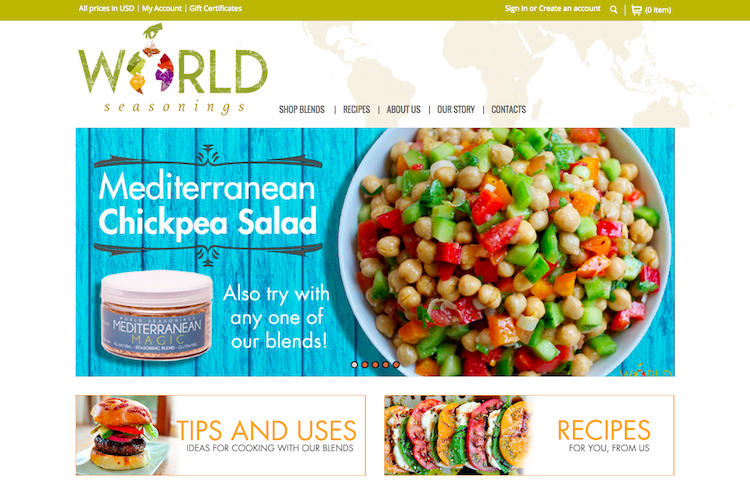 All prices in USD | My Account | Gift Certificates
Sign in or Create an account
(0 item)
WORLD
seasonings
SHOP BLENDS | RECIPES | ABOUT US | OUR STORY | CONTACTS
Mediterranean
Chickpea Salad
Also try with
any one of
our blends!
WORLD SEASONINGS
MEDITERRANEAN
MAGIC
ALL NATURAL - SEASONING BLEND - GLUTEN FREE
WORLD
TIPS AND USES
IDEAS FOR COOKING WITH OUR BLENDS
RECIPES
FOR YOU, FROM US